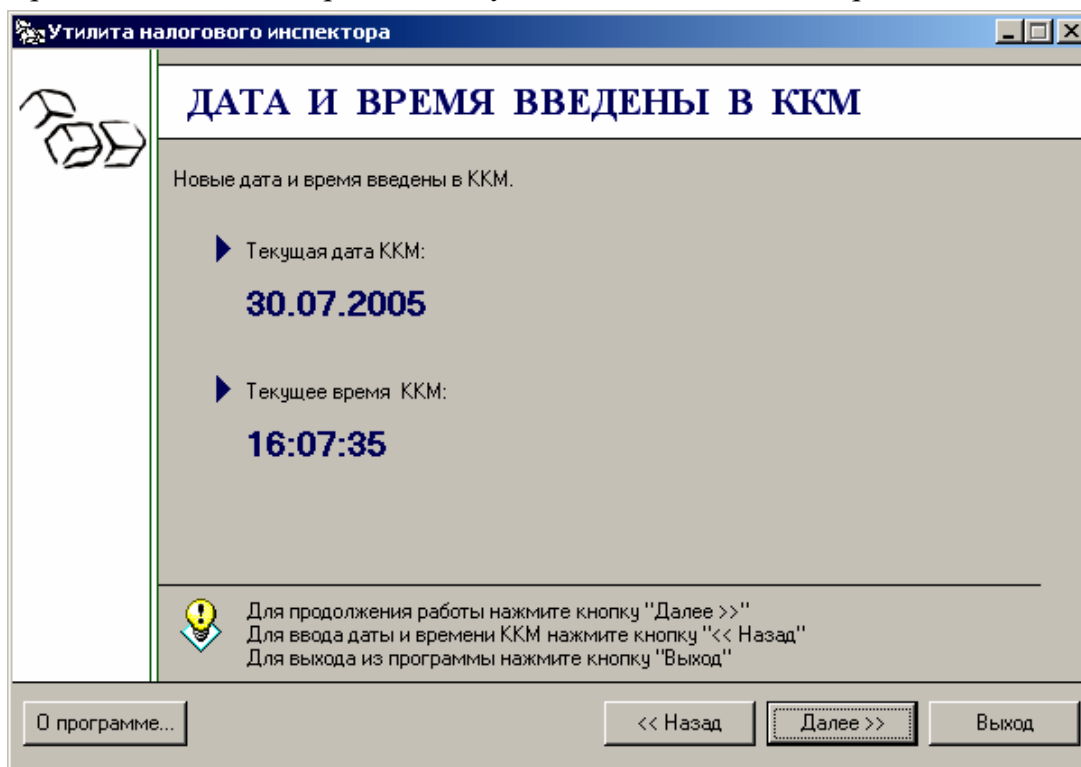 Утилита налогового инспектора
ДАТА И ВРЕМЯ ВВЕДЕНЫ В ККМ
Новые дата и время введены в ККМ.
Текущая дата ККМ:
30.07.2005
Текущее время ККМ:
16:07:35
Для продолжения работы нажмите кнопку "Далее >>"
Для ввода даты и времени ККМ нажмите кнопку "<< Назад"
Для выхода из программы нажмите кнопку "Выход"
О программе... << Назад Далее >> Выход